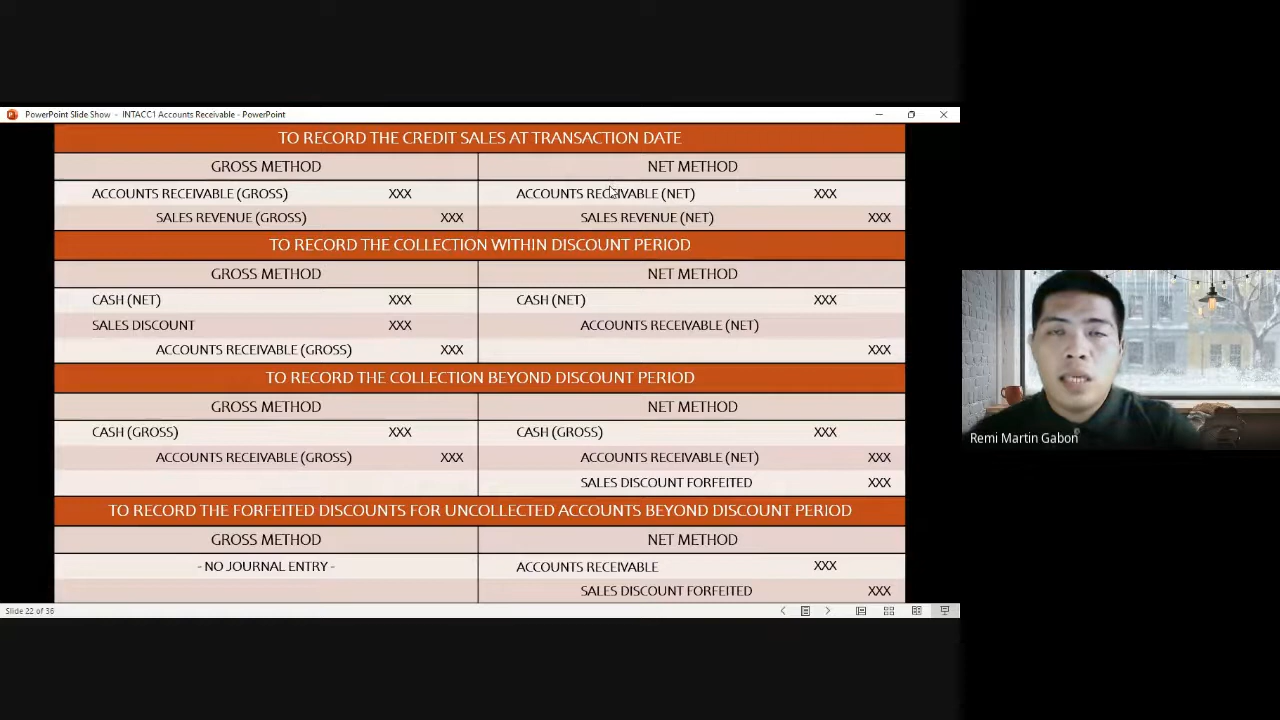 PowerPoint Slide Show - INTACC1 Accounts Receivable - PowerPoint
TO RECORD THE CREDIT SALES AT TRANSACTION DATE
GROSS METHOD NET METHOD
ACCOUNTS RECEIVABLE (GROSS) XXX ACCOUNTS RECEIVABLE (NET) XXX
SALES REVENUE (GROSS) XXX SALES REVENUE (NET) XXX
TO RECORD THE COLLECTION WITHIN DISCOUNT PERIOD
GROSS METHOD NET METHOD
CASH (NET) XXX CASH (NET) XXX
SALES DISCOUNT XXX ACCOUNTS RECEIVABLE (NET)
ACCOUNTS RECEIVABLE (GROSS) XXX XXX
TO RECORD THE COLLECTION BEYOND DISCOUNT PERIOD
GROSS METHOD NET METHOD
CASH (GROSS) XXX CASH (GROSS) XXX
ACCOUNTS RECEIVABLE (GROSS) XXX ACCOUNTS RECEIVABLE (NET) XXX
SALES DISCOUNT FORFEITED XXX
TO RECORD THE FORFEITED DISCOUNTS FOR UNCOLLECTED ACCOUNTS BEYOND DISCOUNT PERIOD
GROSS METHOD NET METHOD
- NO JOURNAL ENTRY - ACCOUNTS RECEIVABLE XXX
SALES DISCOUNT FORFEITED XXX
Slide 22 of 36
Remi Martin Gabon